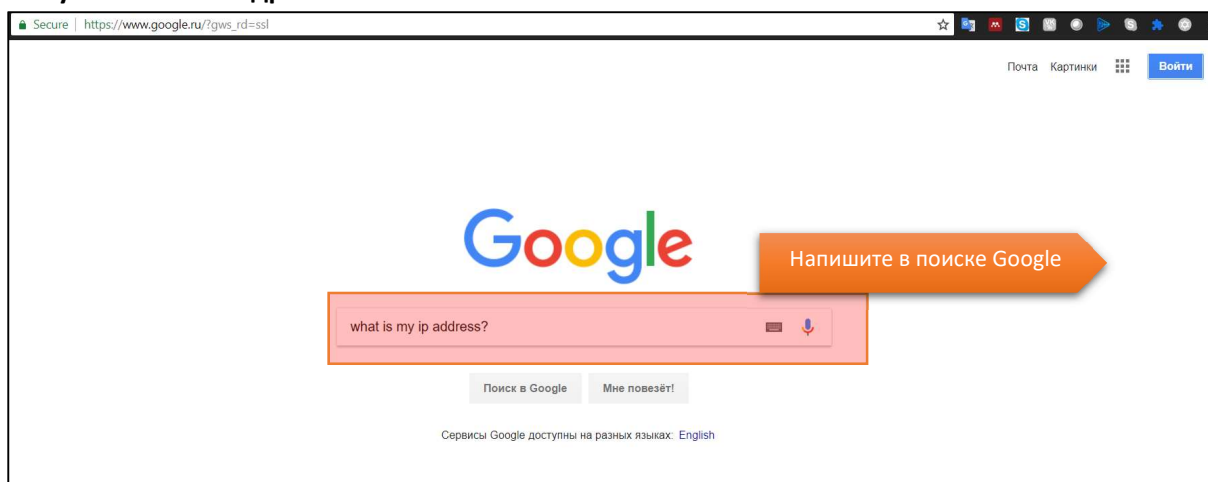 Secure | https://www.google.ru/?gws_rd=ssl
Почта Картинки Войти
Google
Напишите в поиске Google
what is my ip address?
Поиск в Google Мне повезёт!
Сервисы Google доступны на разных языках: English